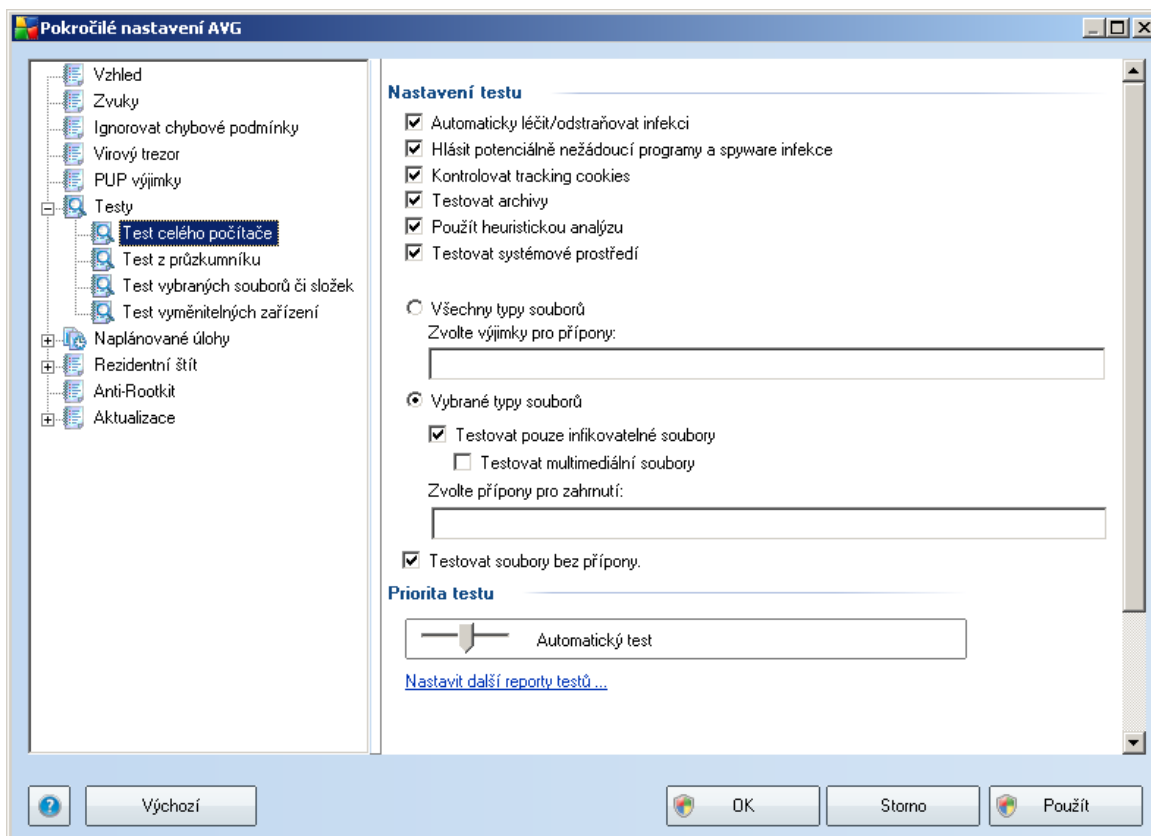 Pokročilé nastavení AVG
Vzhled
Zvuky
Ignorovat chybové podmínky
Virový trezor
PUP výjimky
Testy
Test celého počítače
Test z průzkumníku
Test vybraných souborů či složek
Test vyměnitelných zařízení
Naplánované úlohy
Rezidentní štít
Anti-Rootkit
Aktualizace
Nastavení testu
Automaticky léčit/odstraňovat infekci
Hlásit potenciálně nežádoucí programy a spyware infekce
Kontrolovat tracking cookies
Testovat archivy
Použít heuristickou analýzu
Testovat systémové prostředí
Všechny typy souborů
Zvolte výjimky pro přípony:
Vybrané typy souborů
Testovat pouze infikovatelné soubory
Testovat multimediální soubory
Zvolte přípony pro zahrnutí:
Testovat soubory bez přípony.
Priorita testu
Automatický test
Nastavit další reporty testů ...
Výchozí
OK
Storno
Použít